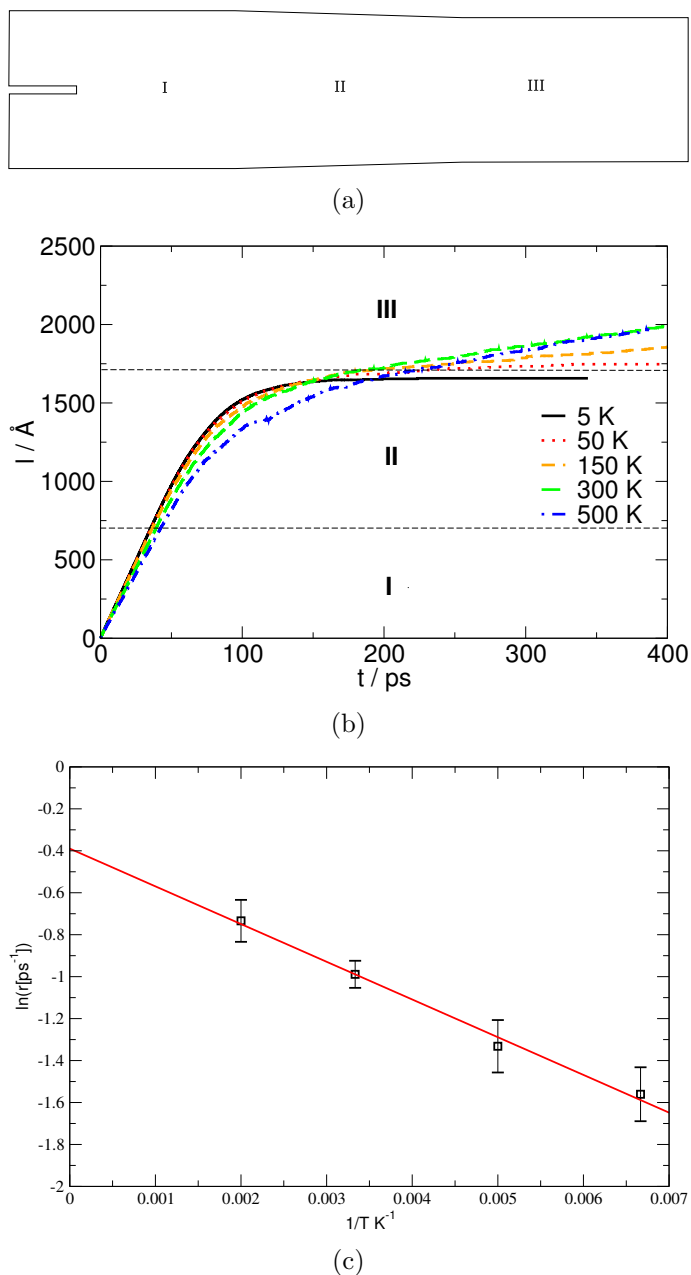 I II III
(a)
2500
2000
1500
1000
500
0
l / Å
III
II
I
5 K
50 K
150 K
300 K
500 K
0 100 200 300 400
t / ps
(b)
0
-0.2
-0.4
-0.6
-0.8
-1
-1.2
-1.4
-1.6
-1.8
-2
ln(r[ps⁻¹])
0 0.001 0.002 0.003 0.004 0.005 0.006 0.007
1/T K⁻¹
(c)